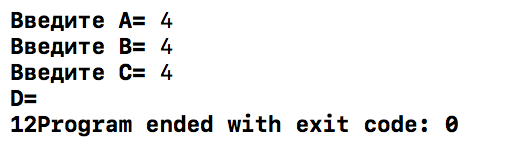 Введите A= 4
Введите B= 4
Введите C= 4
D=
12Program ended with exit code: 0